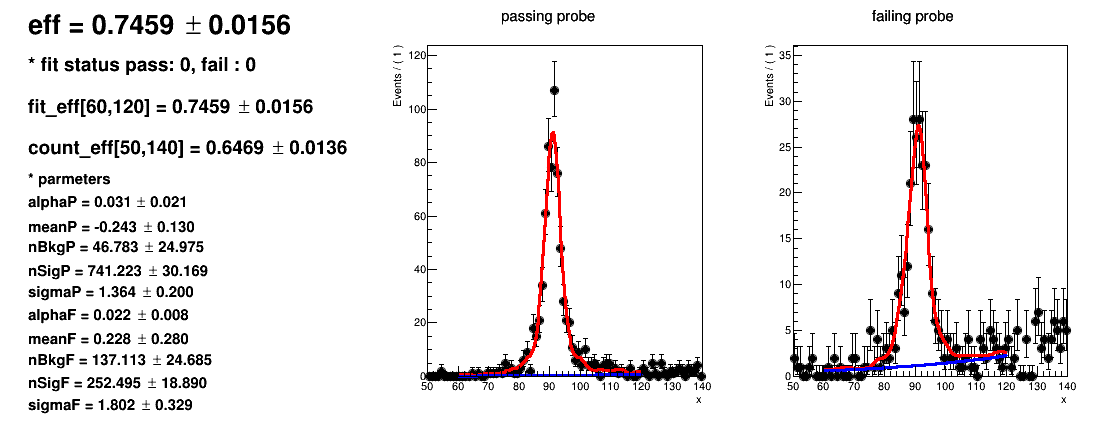 eff = 0.7459 ± 0.0156
* fit status pass: 0, fail : 0
fit_eff[60,120] = 0.7459 ± 0.0156
count_eff[50,140] = 0.6469 ± 0.0136
* parmeters
alphaP = 0.031 ± 0.021
meanP = -0.243 ± 0.130
nBkgP = 46.783 ± 24.975
nSigP = 741.223 ± 30.169
sigmaP = 1.364 ± 0.200
alphaF = 0.022 ± 0.008
meanF = 0.228 ± 0.280
nBkgF = 137.113 ± 24.685
nSigF = 252.495 ± 18.890
sigmaF = 1.802 ± 0.329
passing probe
Events / ( 1 )
120
100
80
60
40
20
0
50 60 70 80 90 100 110 120 130 140
x
failing probe
Events / ( 1 )
35
30
25
20
15
10
5
0
50 60 70 80 90 100 110 120 130 140
x